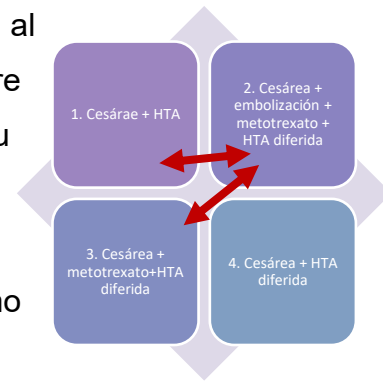 al
re
u
no
1. Cesárae + HTA
2. Cesárea +
embolización +
metotrexato +
HTA diferida
3. Cesárea +
metotrexato+HTA
diferida
4. Cesárea + HTA
diferida